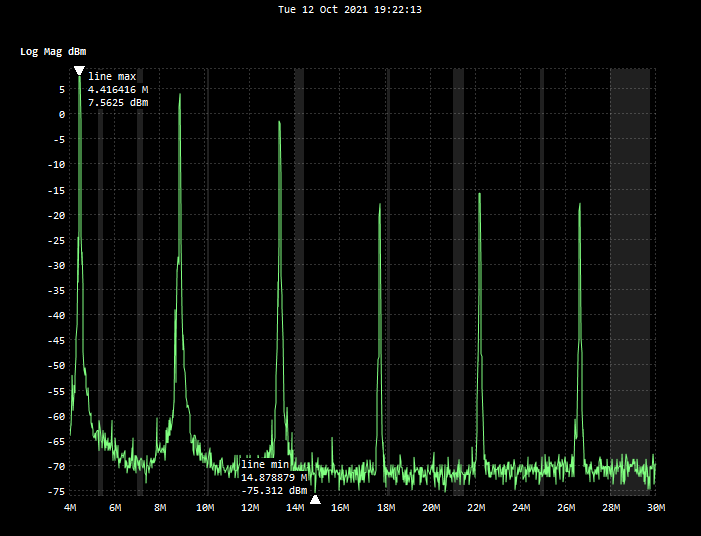 Tue 12 Oct 2021 19:22:13
Log Mag dBm
line max
4.416416 M
7.5625 dBm
5
0
-5
-10
-15
-20
-25
-30
-35
-40
-45
-50
-55
-60
-65
-70
-75
line min
14.878879 M
-75.312 dBm
4M 6M 8M 10M 12M 14M 16M 18M 20M 22M 24M 26M 28M 30M